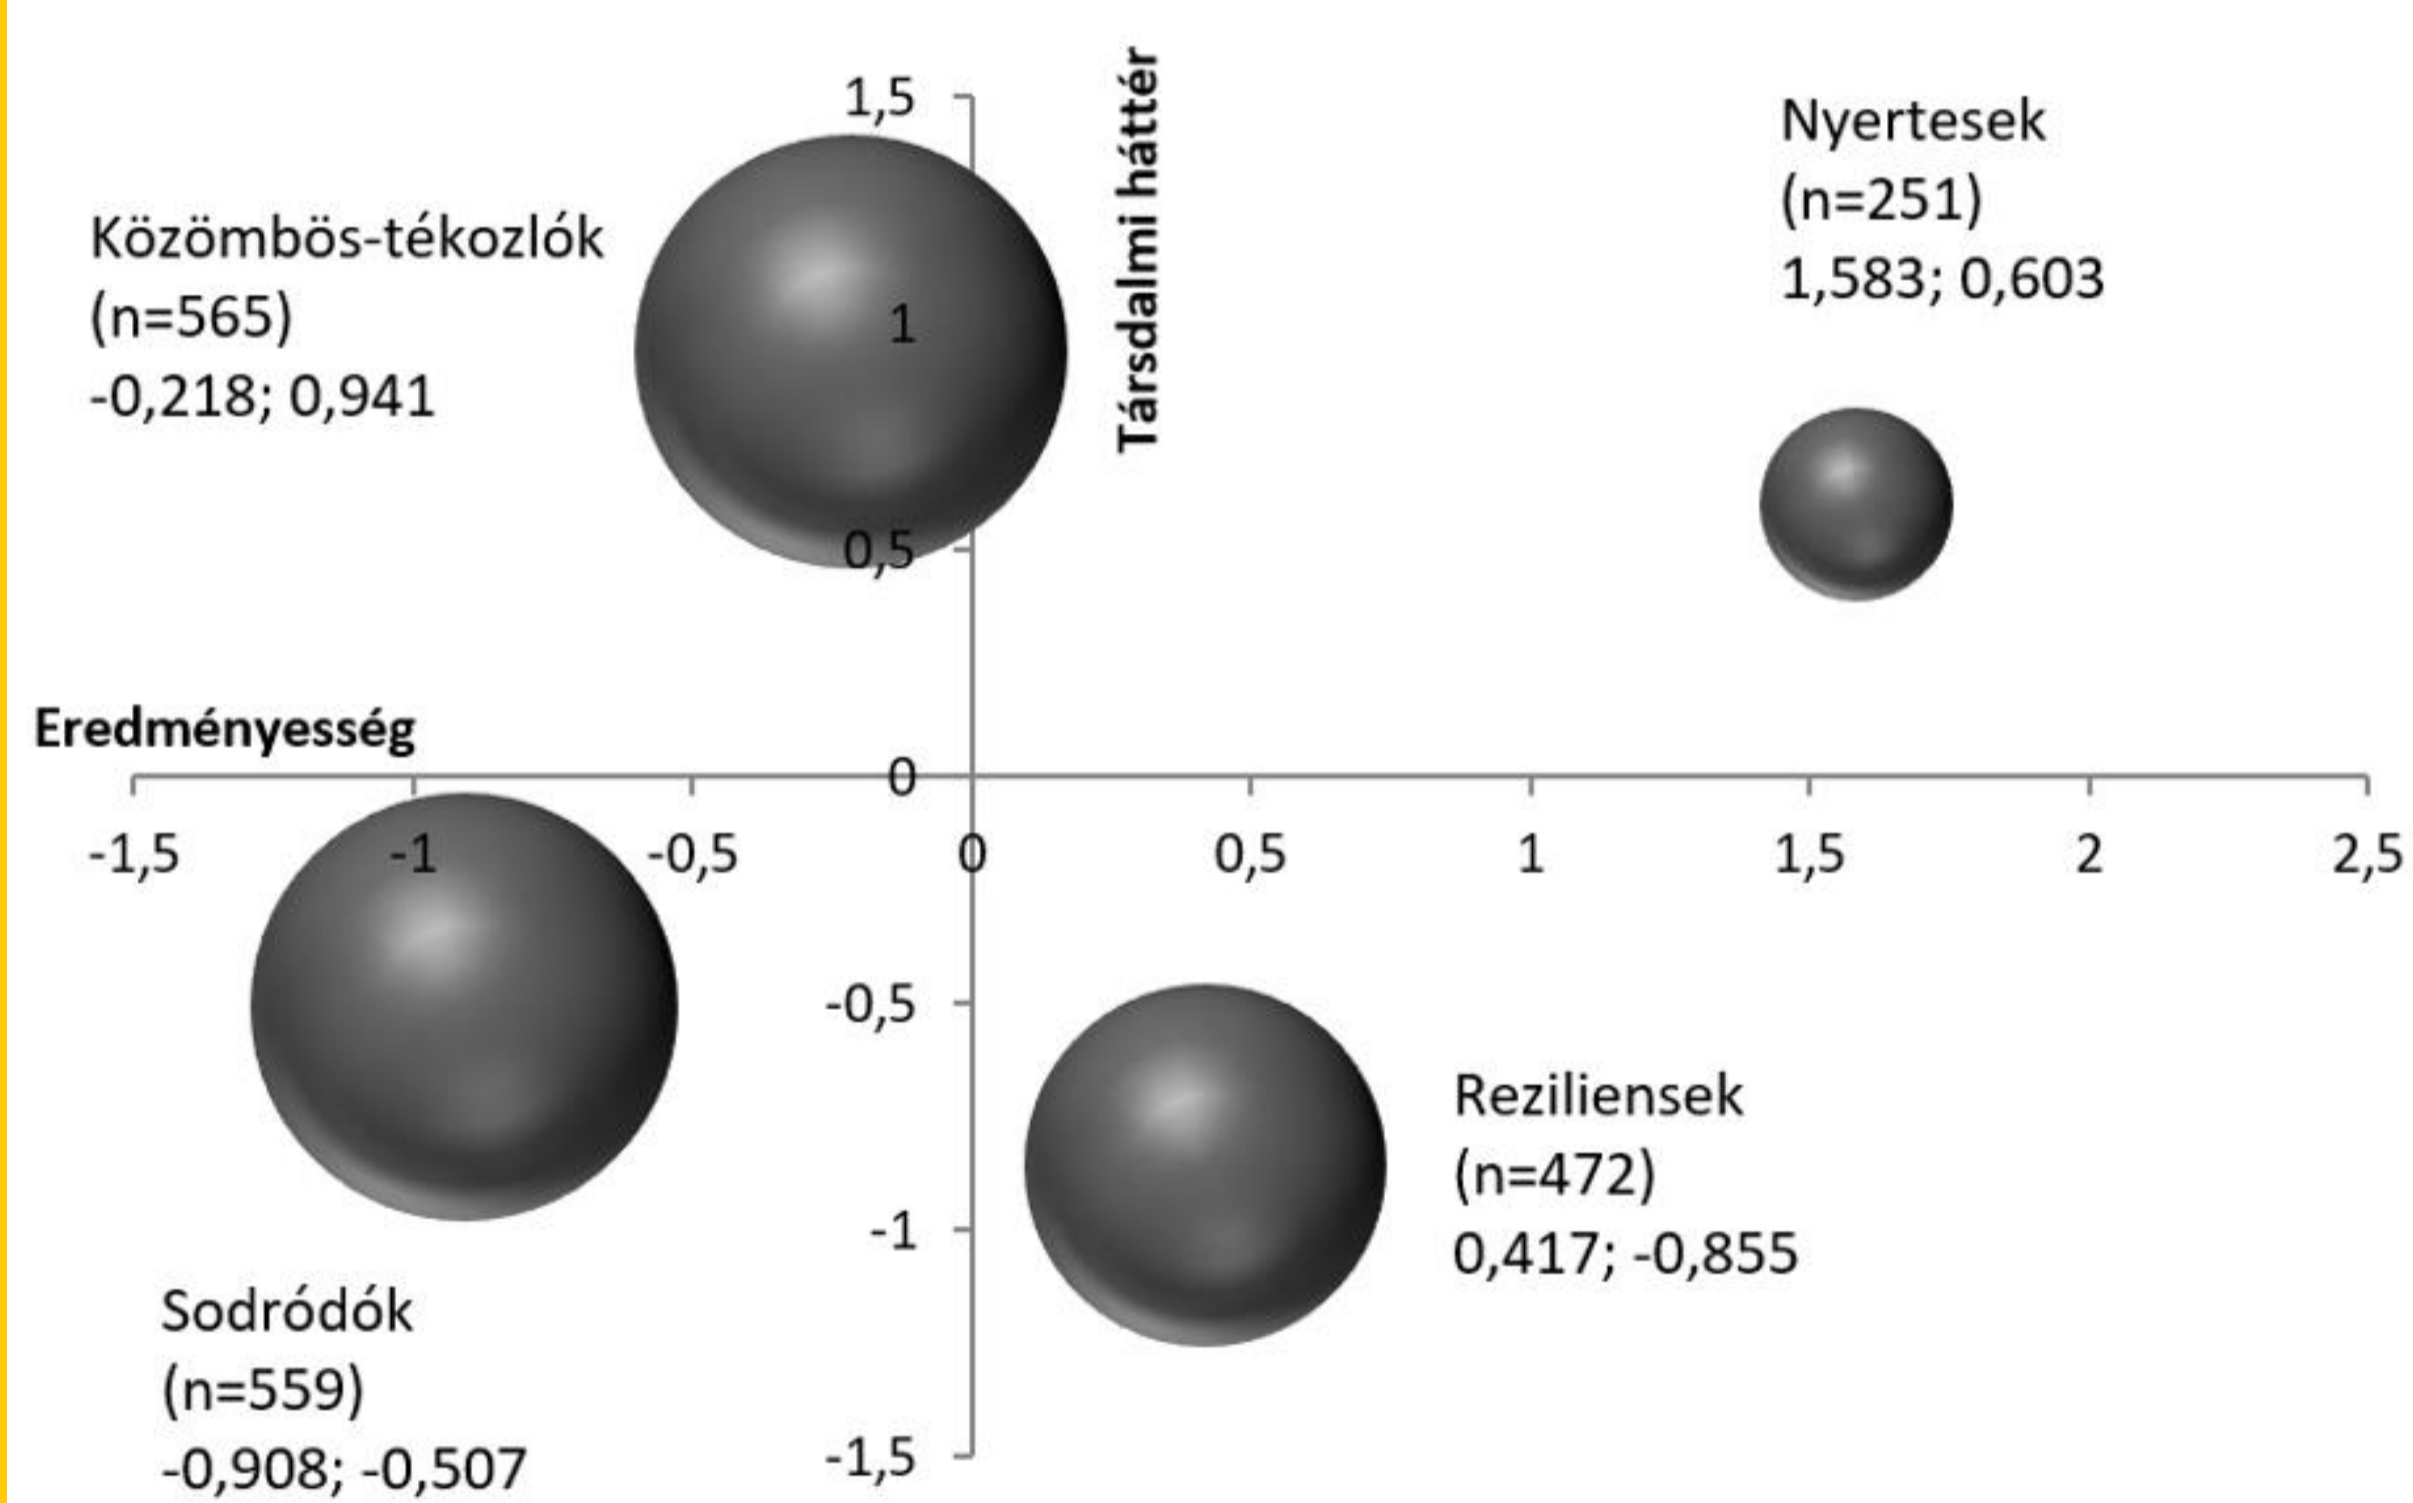 1,5
Társdalmi háttér
Nyertesek
(n=251)
1,583; 0,603
Közömbös-tékozlók
(n=565)
-0,218; 0,941
1
0,5
Eredményesség
0
-1,5 -1 -0,5 0 0,5 1 1,5 2 2,5
-0,5
Reziliensek
(n=472)
0,417; -0,855
-1
Sodródók
(n=559)
-0,908; -0,507
-1,5